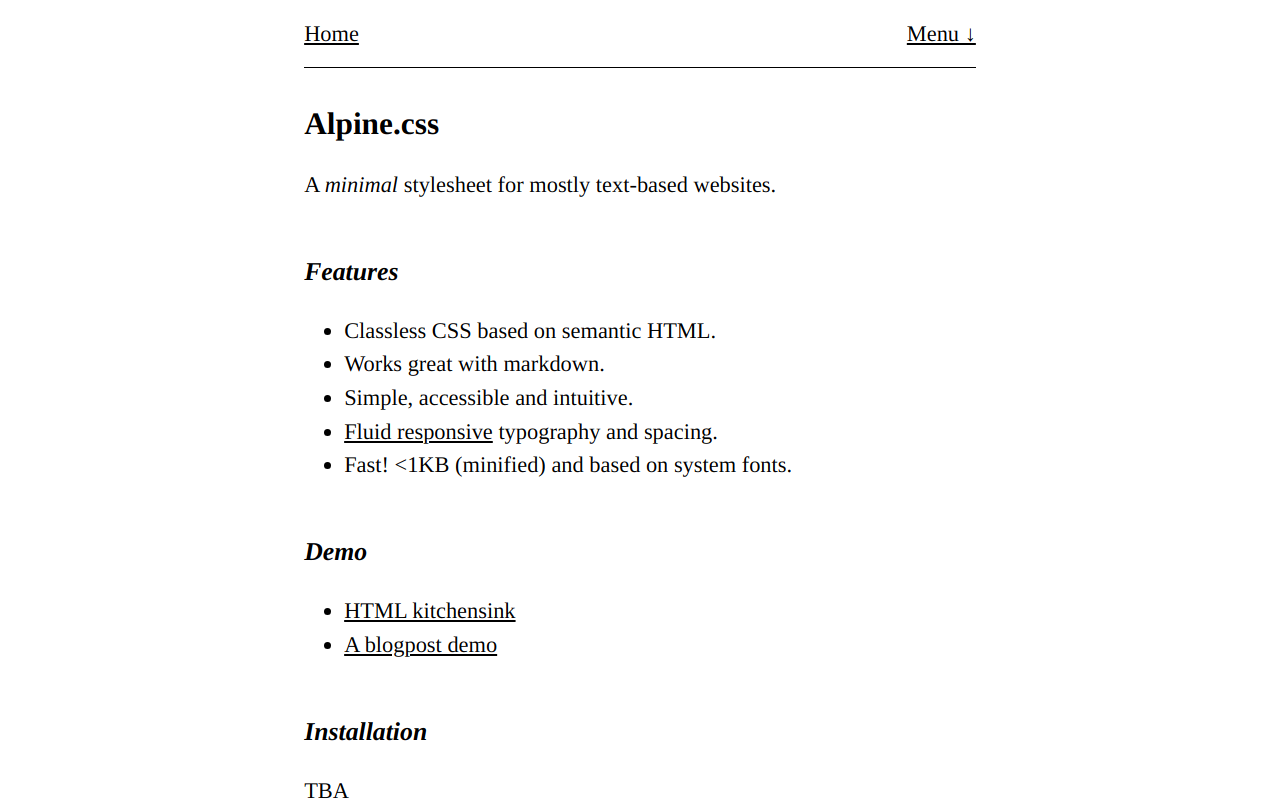 Home
Menu ↓
Alpine.css
A minimal stylesheet for mostly text-based websites.
Features
Classless CSS based on semantic HTML.
Works great with markdown.
Simple, accessible and intuitive.
Fluid responsive typography and spacing.
Fast! <1KB (minified) and based on system fonts.
Demo
HTML kitchensink
A blogpost demo
Installation
TBA